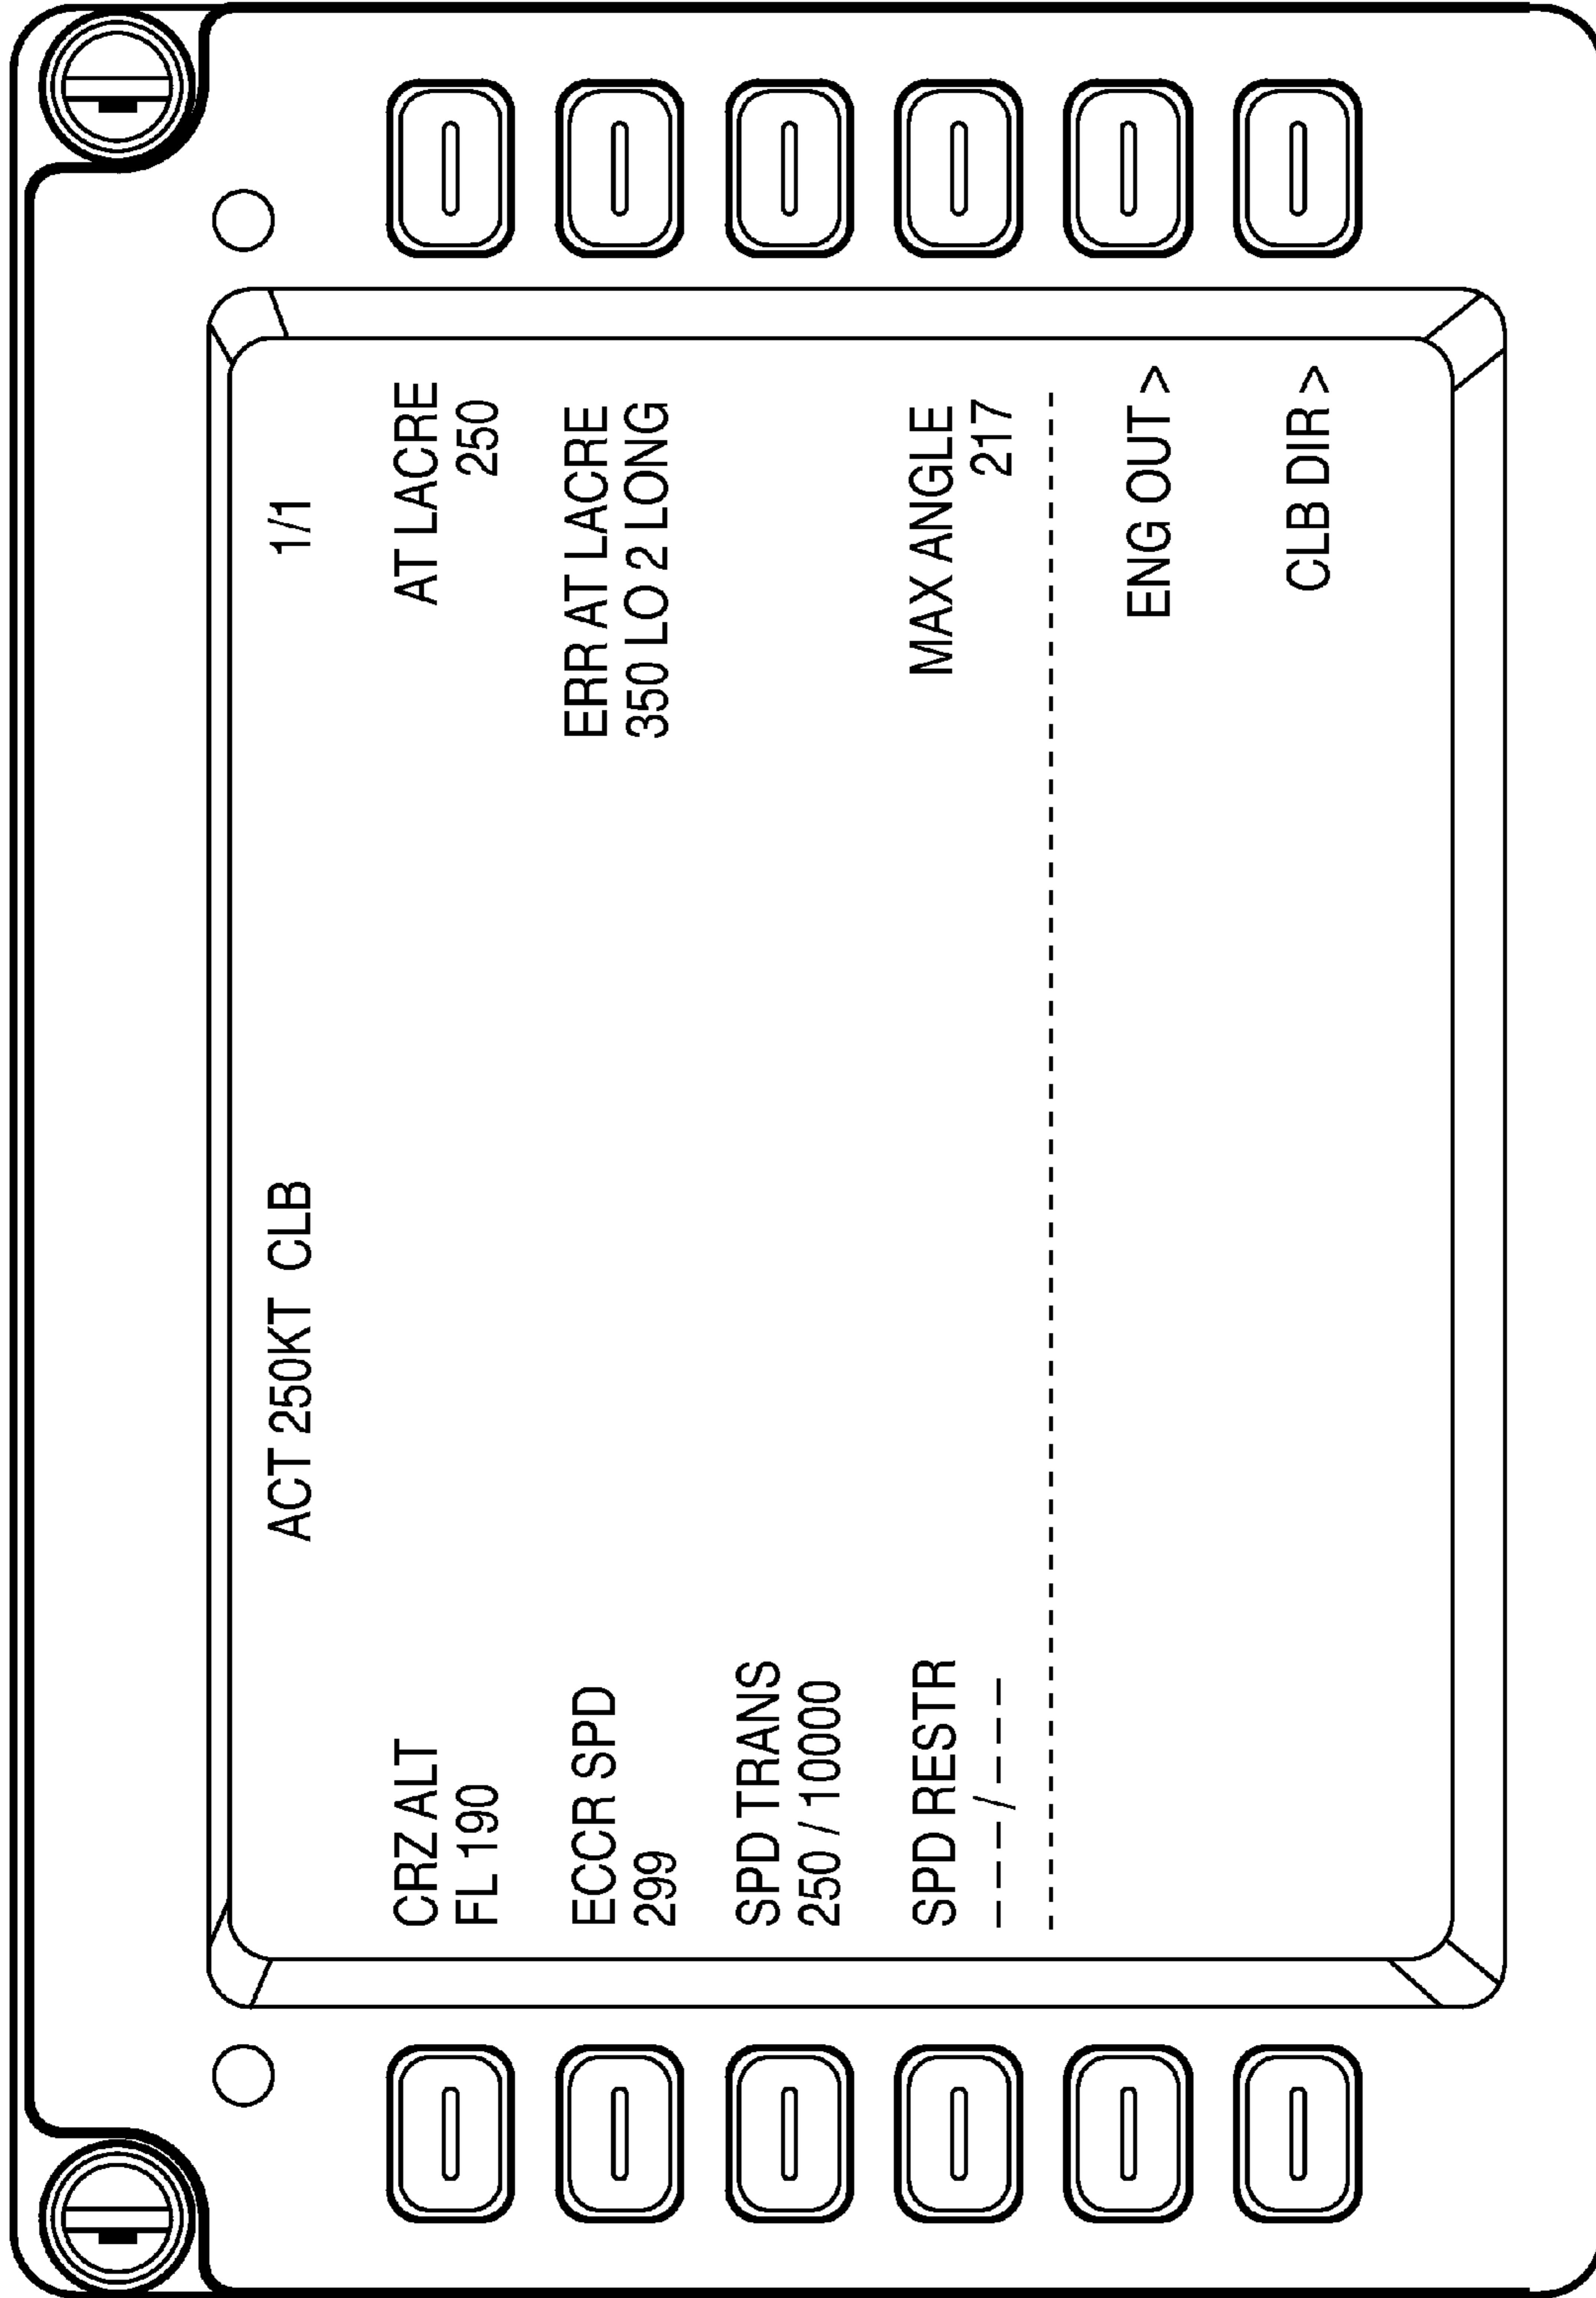 ACT 250KT CLB 1/1
CRZ ALT AT LACRE
FL 190 250
ECCR SPD ERR AT LACRE
299 350 LO 2 LONG
SPD TRANS
250 / 10000
SPD RESTR MAX ANGLE
– – – / – – – 217
ENG OUT >
CLB DIR >